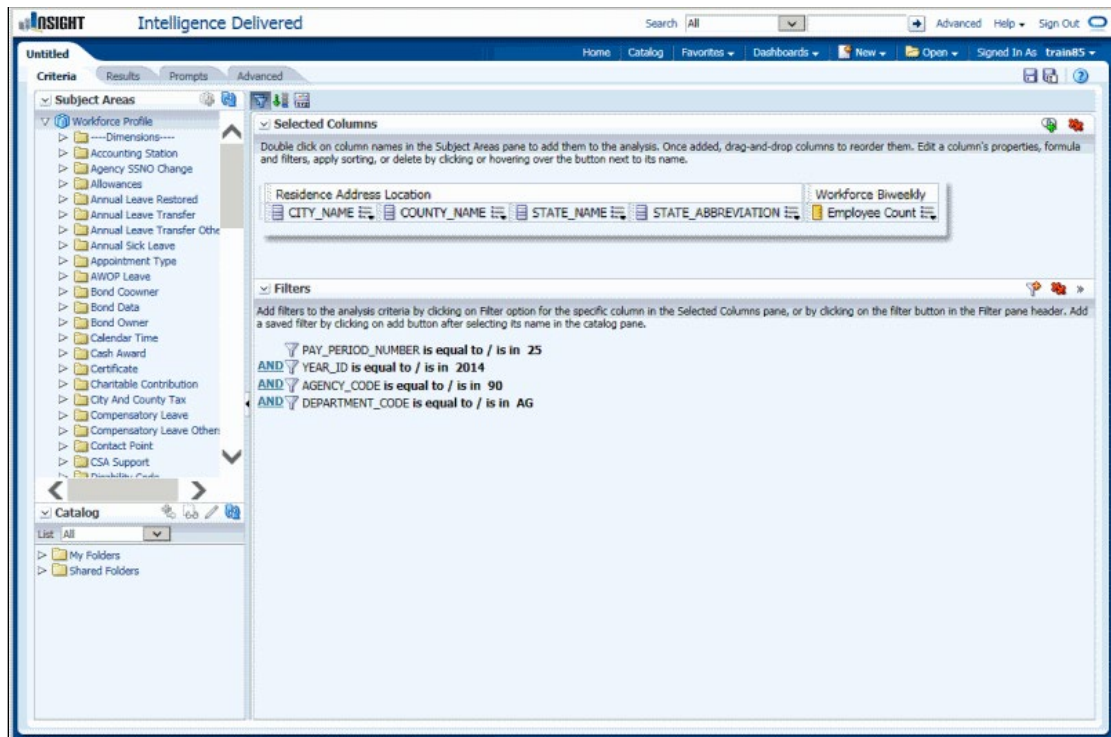 INSIGHT Intelligence Delivered Search All Advanced Help Sign Out
Untitled Home Catalog Favorites Dashboards New Open Signed In As train85
Criteria Results Prompts Advanced
Subject Areas
Workforce Profile
----Dimensions----
Accounting Station
Agency SSNO Change
Allowances
Annual Leave Restored
Annual Leave Transfer
Annual Leave Transfer Othe
Annual Sick Leave
Appointment Type
AWOP Leave
Bond Coowner
Bond Data
Bond Owner
Calendar Time
Cash Award
Certificate
Charitable Contribution
City And County Tax
Compensatory Leave
Compensatory Leave Others
Contact Point
CSA Support
Disability Code
Catalog
List All
My Folders
Shared Folders
Selected Columns
Double click on column names in the Subject Areas pane to add them to the analysis. Once added, drag-and-drop columns to reorder them. Edit a column's properties, formula
and filters, apply sorting, or delete by clicking or hovering over the button next to its name.
Residence Address Location Workforce Biweekly
CITY_NAME COUNTY_NAME STATE_NAME STATE_ABBREVIATION Employee Count
Filters
Add filters to the analysis criteria by clicking on Filter option for the specific column in the Selected Columns pane, or by clicking on the filter button in the Filter pane header. Add
a saved filter by clicking on add button after selecting its name in the catalog pane.
PAY_PERIOD_NUMBER is equal to / is in 25
AND YEAR_ID is equal to / is in 2014
AND AGENCY_CODE is equal to / is in 90
AND DEPARTMENT_CODE is equal to / is in AG